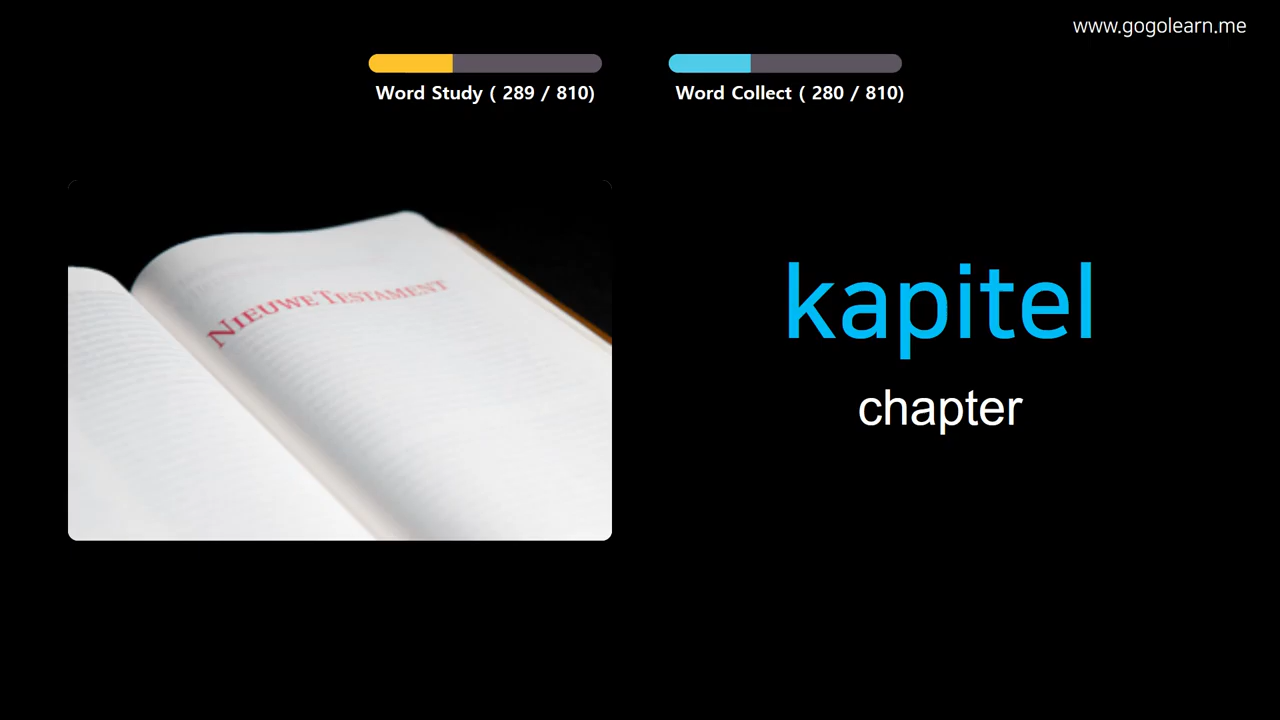 www.gogolearn.me
Word Study ( 289 / 810)
Word Collect ( 280 / 810)
NIEUWE TESTAMENT
kapitel
chapter